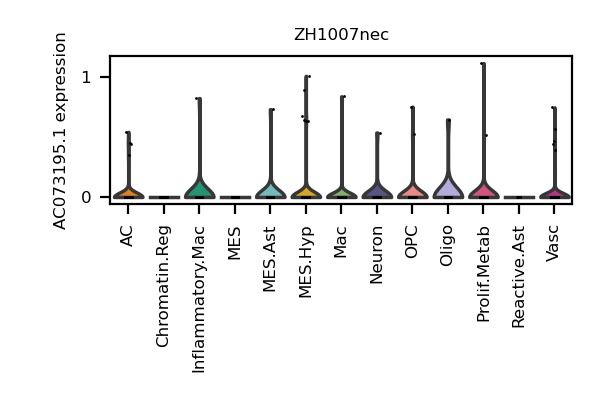 ZH1007nec
AC073195.1 expression
1
0
AC
Chromatin.Reg
Inflammatory.Mac
MES
MES.Ast
MES.Hyp
Mac
Neuron
OPC
Oligo
Prolif.Metab
Reactive.Ast
Vasc